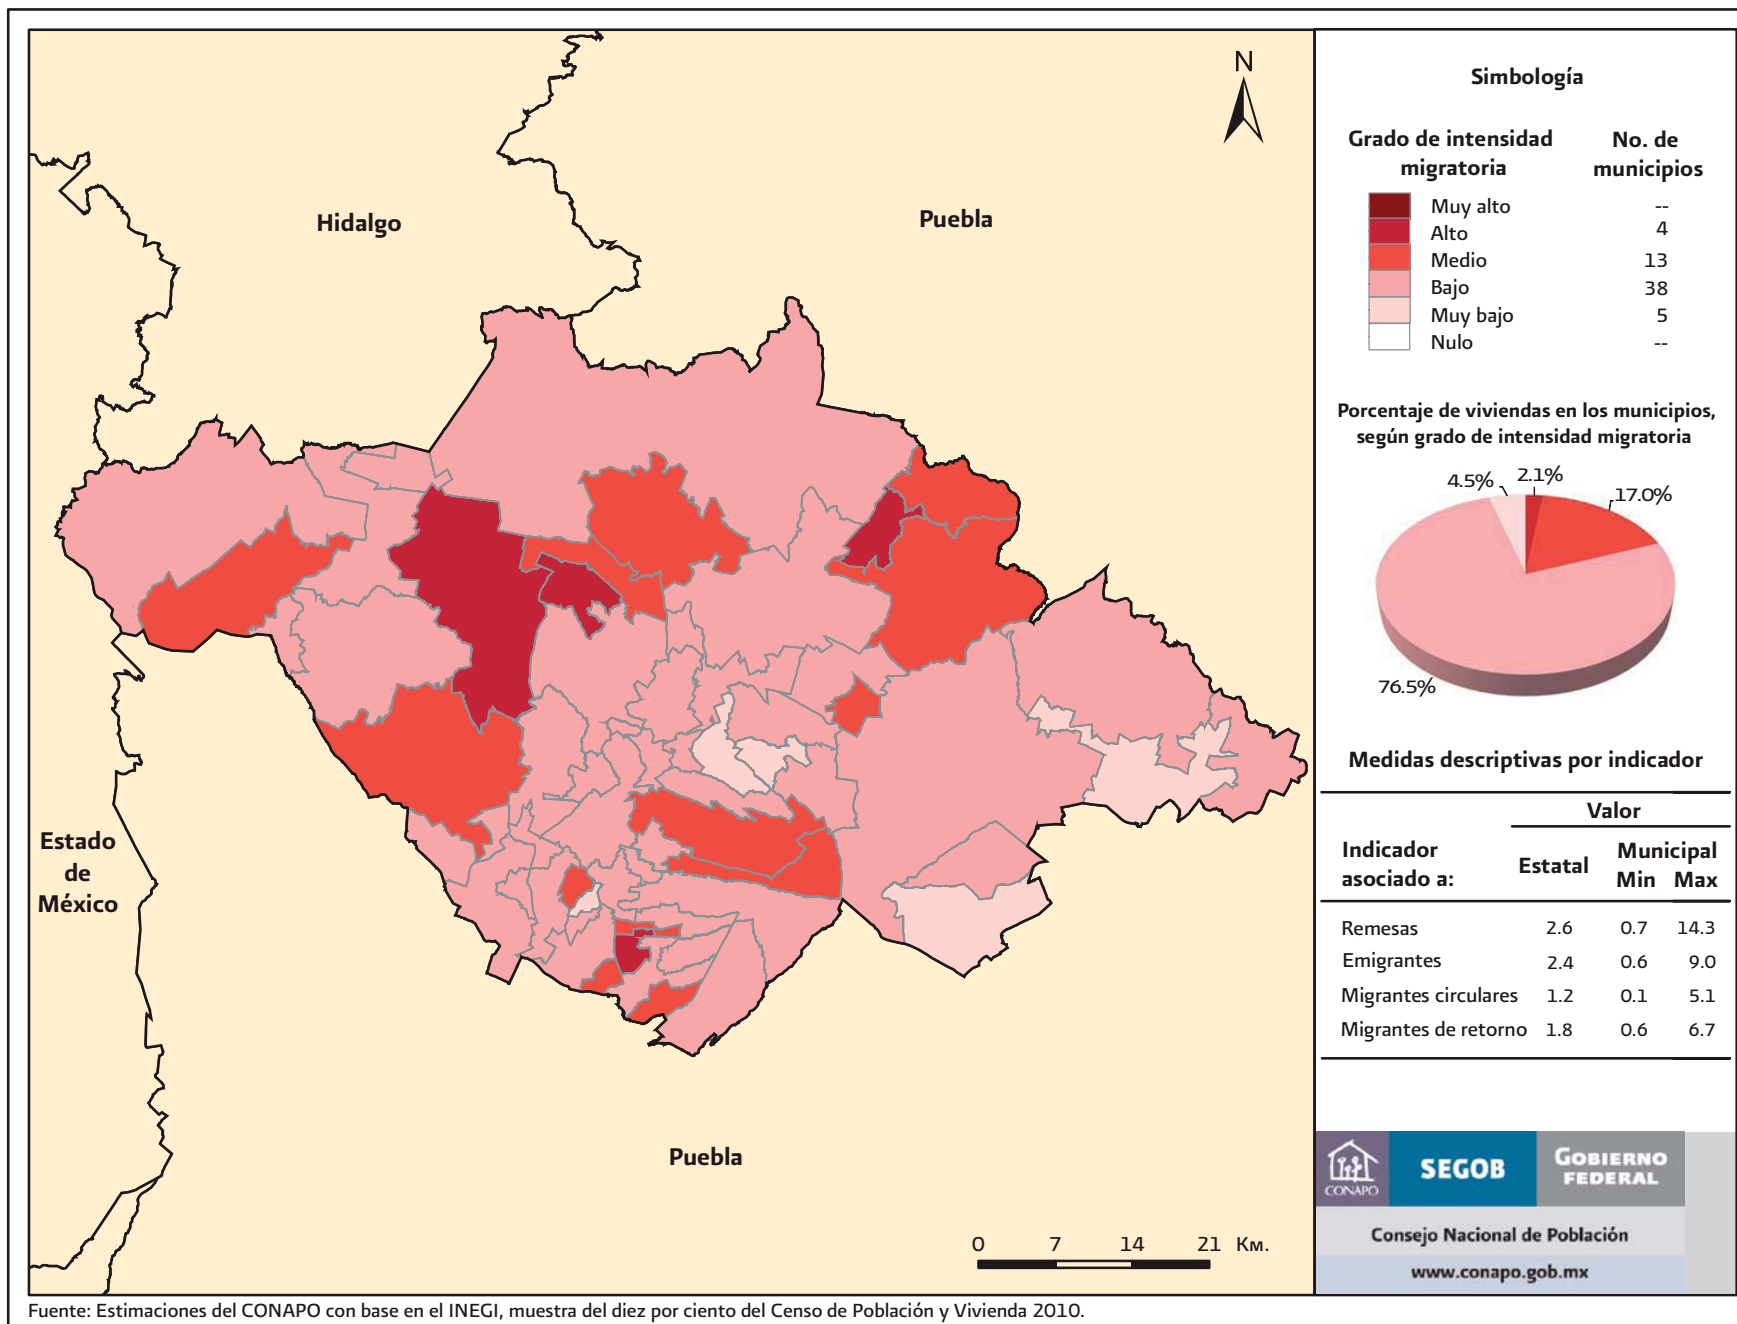 N
Hidalgo
Puebla
Estado
de
México
Puebla
0 7 14 21 Km.
Simbología
Grado de intensidad
migratoria
No. de
municipios
Muy alto --
Alto 4
Medio 13
Bajo 38
Muy bajo 5
Nulo --
Porcentaje de viviendas en los municipios,
según grado de intensidad migratoria
4.5% 2.1%
17.0%
76.5%
Medidas descriptivas por indicador
Valor
Indicador
asociado a:
Estatal
Municipal
Min Max
Remesas 2.6 0.7 14.3
Emigrantes 2.4 0.6 9.0
Migrantes circulares 1.2 0.1 5.1
Migrantes de retorno 1.8 0.6 6.7
CONAPO
SEGOB
GOBIERNO
FEDERAL
Consejo Nacional de Población
www.conapo.gob.mx
Fuente: Estimaciones del CONAPO con base en el INEGI, muestra del diez por ciento del Censo de Población y Vivienda 2010.